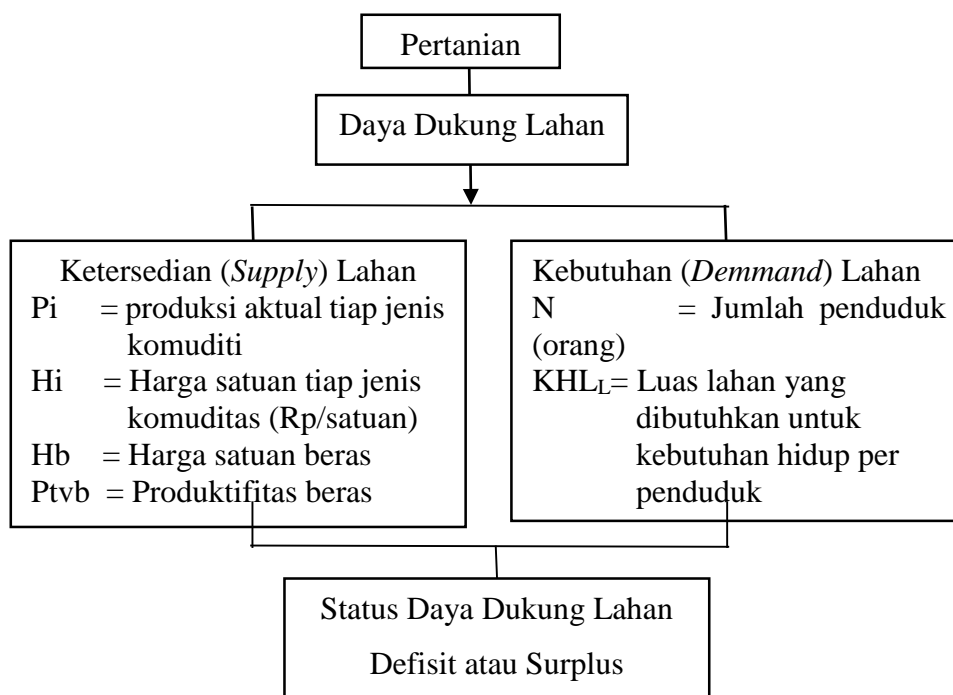 Pertanian
Daya Dukung Lahan
Ketersedian (Supply) Lahan
Pi = produksi aktual tiap jenis
komuditi
Hi = Harga satuan tiap jenis
komuditas (Rp/satuan)
Hb = Harga satuan beras
Ptvb = Produktifitas beras
Kebutuhan (Demmand) Lahan
N = Jumlah penduduk
(orang)
KHLL= Luas lahan yang
dibutuhkan untuk
kebutuhan hidup per
penduduk
Status Daya Dukung Lahan
Defisit atau Surplus